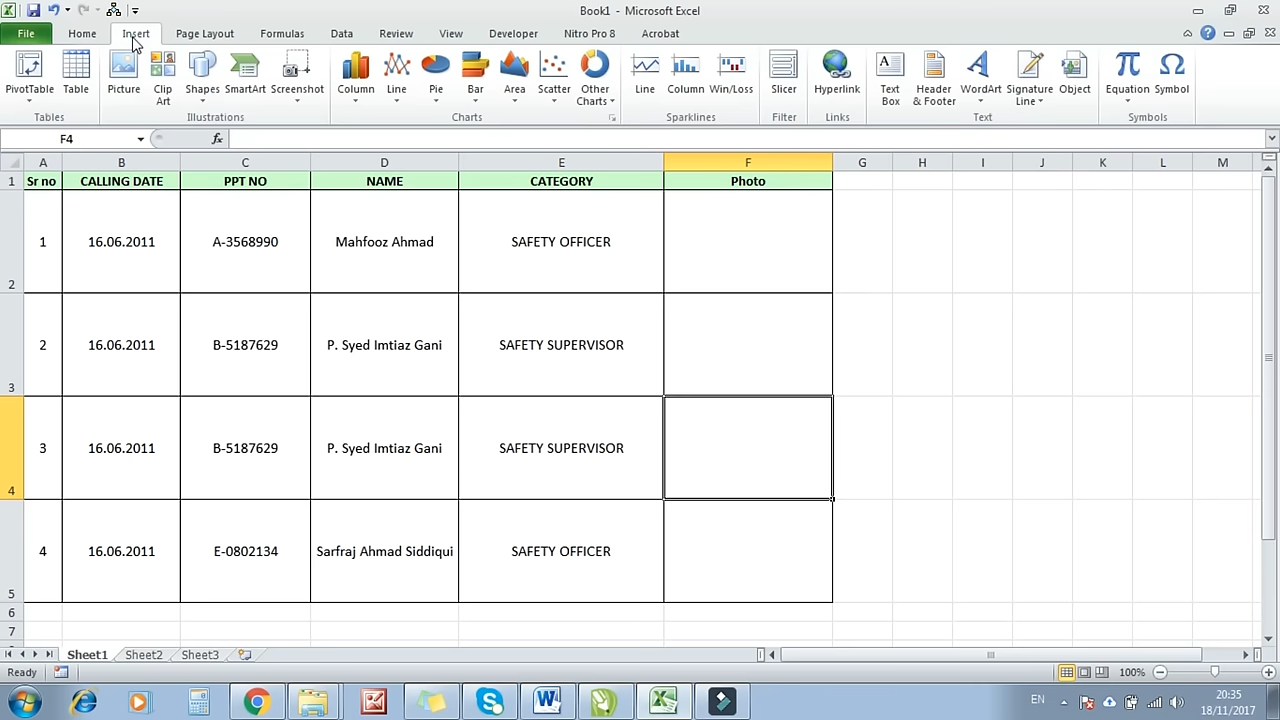 Book1 - Microsoft Excel
File Home Insert Page Layout Formulas Data Review View Developer Nitro Pro 8 Acrobat
PivotTable Table Picture Clip Art Shapes SmartArt Screenshot Column Line Pie Bar Area Scatter Other Charts Line Column Win/Loss Slicer Hyperlink Text Box Header & Footer WordArt Signature Line Object Equation Symbol
Tables Illustrations Charts Sparklines Filter Links Text Symbols
F4 fx
A B C D E F G H I J K L M
1 Sr no CALLING DATE PPT NO NAME CATEGORY Photo
1 16.06.2011 A-3568990 Mahfooz Ahmad SAFETY OFFICER
2
2 16.06.2011 B-5187629 P. Syed Imtiaz Gani SAFETY SUPERVISOR
3
3 16.06.2011 B-5187629 P. Syed Imtiaz Gani SAFETY SUPERVISOR
4
4 16.06.2011 E-0802134 Sarfraj Ahmad Siddiqui SAFETY OFFICER
5
6
7
Sheet1 Sheet2 Sheet3
Ready 100%
EN 20:35
18/11/2017